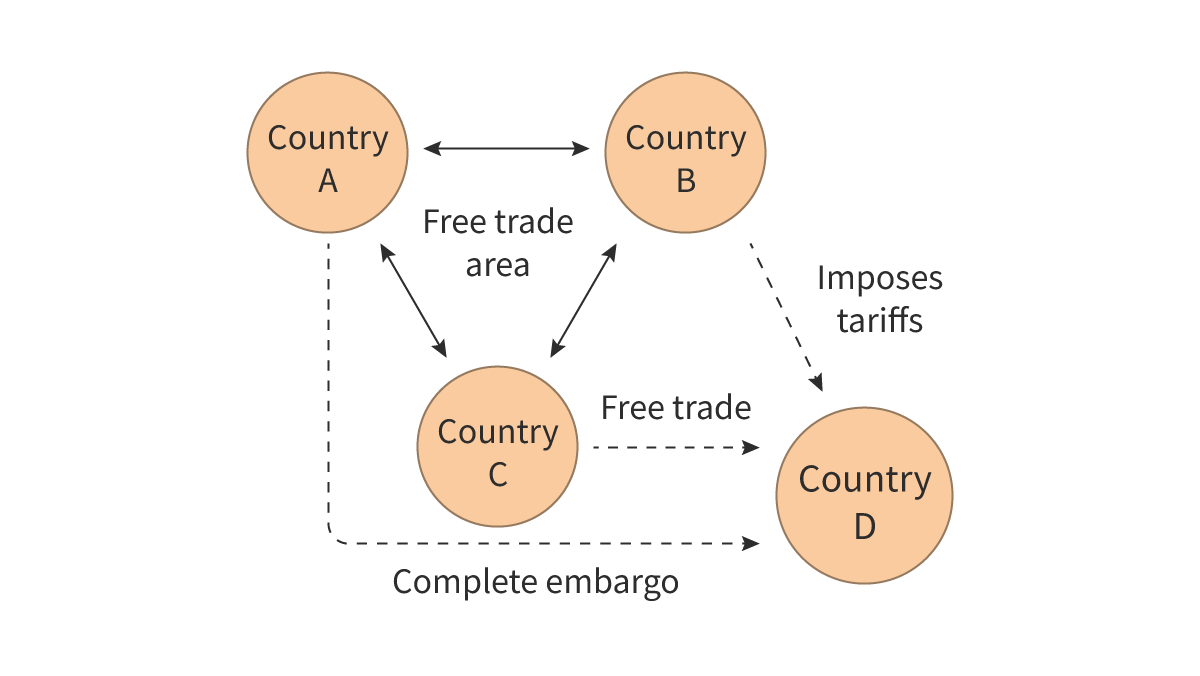 Country
A
Country
B
Free trade
area
Imposes
tariffs
Free trade
Country
C
Country
D
Complete embargo